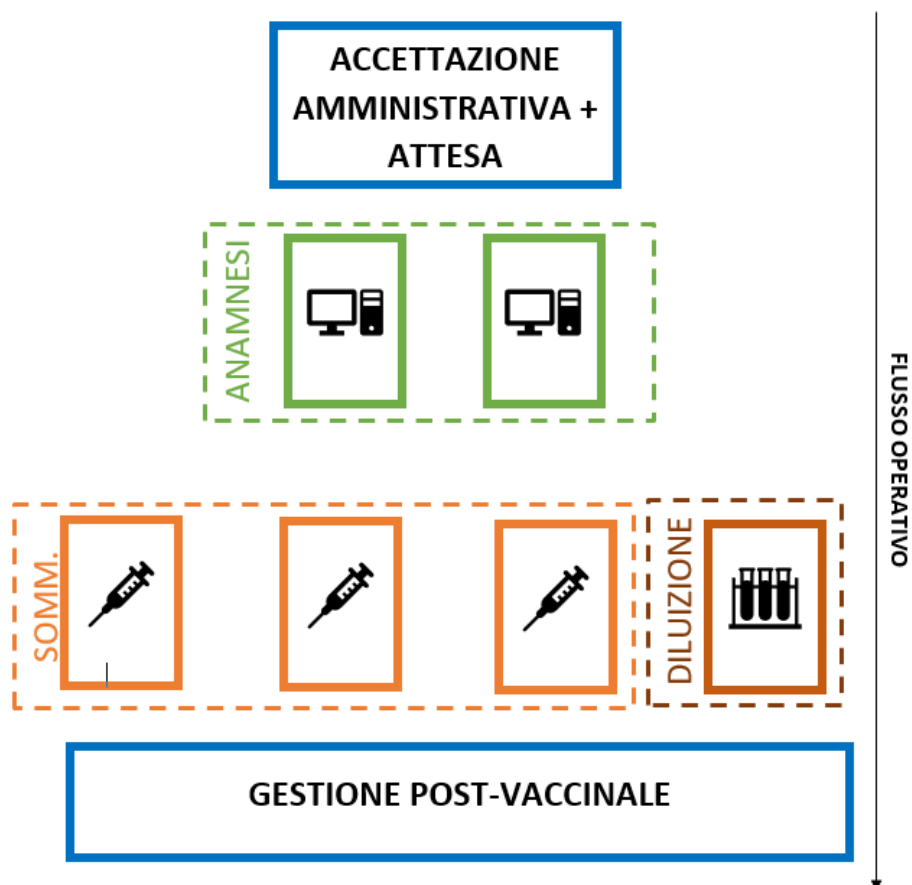 ACCETTAZIONE
AMMINISTRATIVA +
ATTESA
ANAMNESI
SOMM.
DILUIZIONE
GESTIONE POST-VACCINALE
FLUSSO OPERATIVO